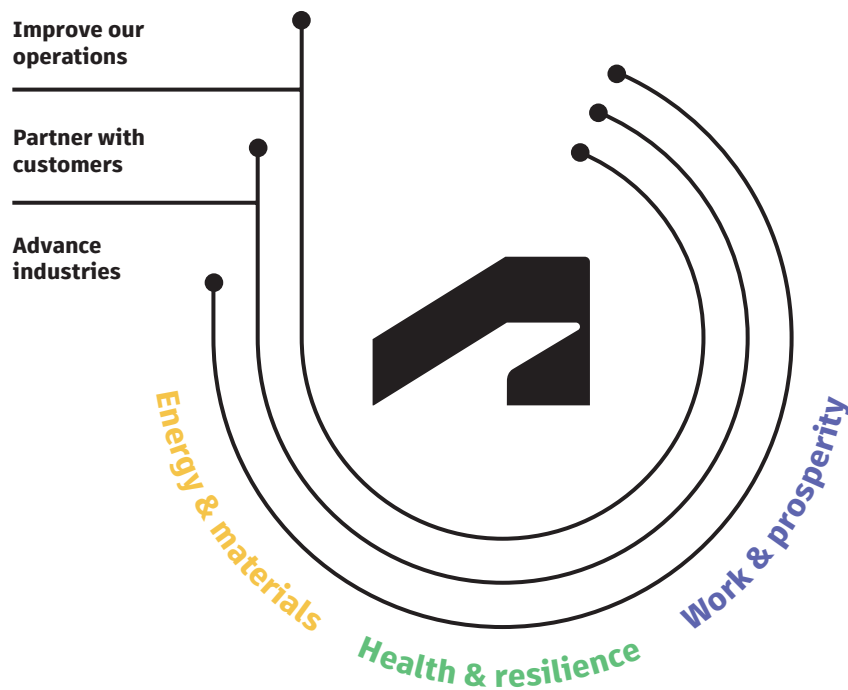 Improve our
operations
Partner with
customers
Advance
industries
Energy & materials
Health & resilience
Work & prosperity